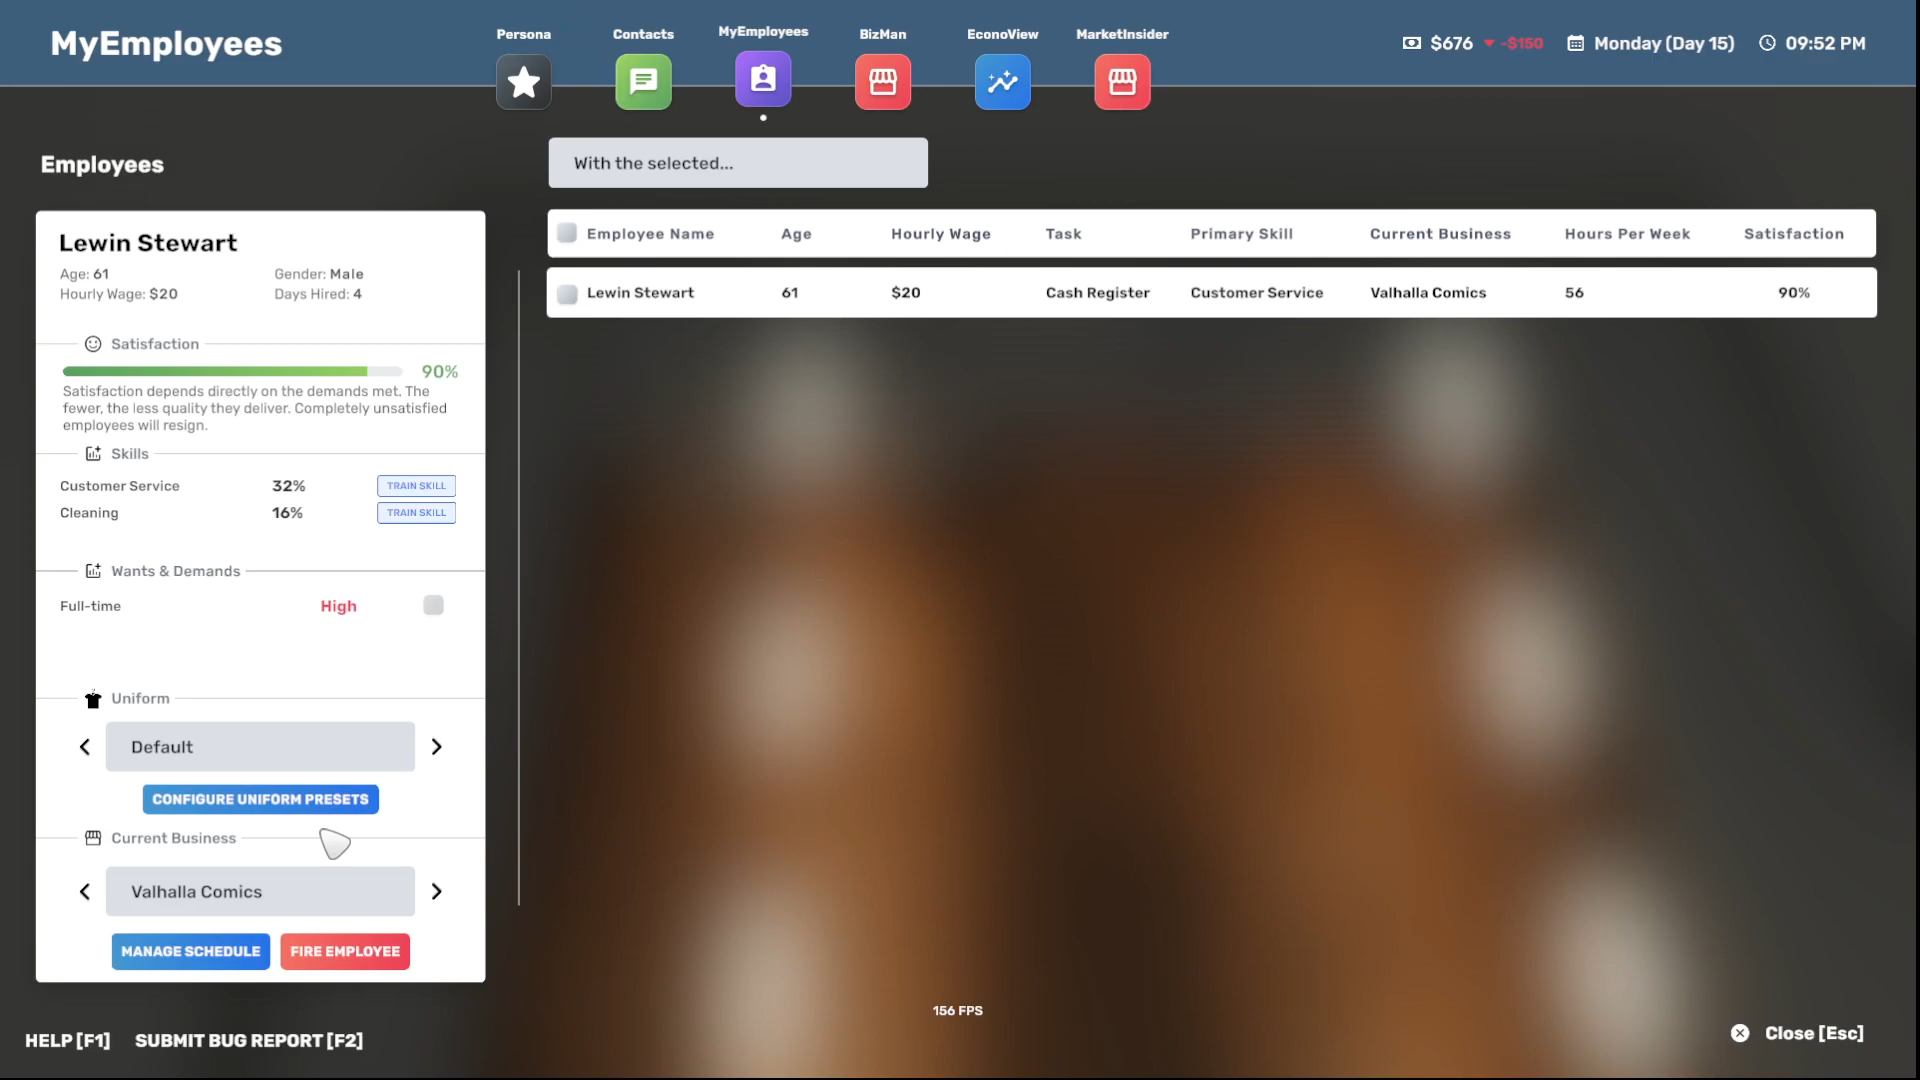 MyEmployees
Persona
Contacts
MyEmployees
BizMan
EconoView
MarketInsider
$676 -$150 Monday (Day 15) 09:52 PM
Employees
With the selected...
Lewin Stewart
Age: 61 Gender: Male
Hourly Wage: $20 Days Hired: 4
Satisfaction
90%
Satisfaction depends directly on the demands met. The
fewer, the less quality they deliver. Completely unsatisfied
employees will resign.
Skills
Customer Service 32% TRAIN SKILL
Cleaning 16% TRAIN SKILL
Wants & Demands
Full-time High
Uniform
Default
CONFIGURE UNIFORM PRESETS
Current Business
Valhalla Comics
MANAGE SCHEDULE FIRE EMPLOYEE
Employee Name Age Hourly Wage Task Primary Skill Current Business Hours Per Week Satisfaction
Lewin Stewart 61 $20 Cash Register Customer Service Valhalla Comics 56 90%
156 FPS
HELP [F1] SUBMIT BUG REPORT [F2]
Close [Esc]